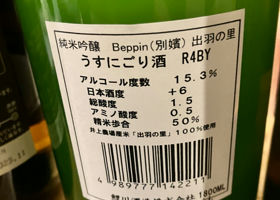 純米吟醸 Beppin(別嬪) 出羽の里
うすにごり酒 R4BY
アルコール度数 15.3%
日本酒度 +6
総酸度 1.5
アミノ酸度 0.5
精米歩合 50%
井上農場産米「出羽の里」100%使用
4989777142211
1800ML